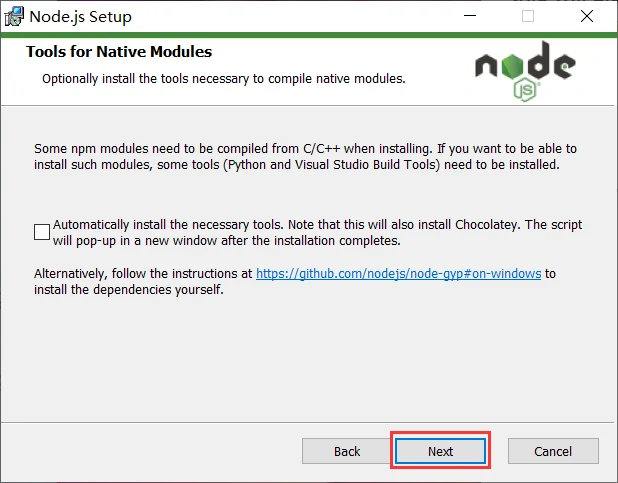 Node.js Setup
Tools for Native Modules
Optionally install the tools necessary to compile native modules.
node
JS
Some npm modules need to be compiled from C/C++ when installing. If you want to be able to
install such modules, some tools (Python and Visual Studio Build Tools) need to be installed.
Automatically install the necessary tools. Note that this will also install Chocolatey. The script
will pop-up in a new window after the installation completes.
Alternatively, follow the instructions at https://github.com/nodejs/node-gyp#on-windows to
install the dependencies yourself.
Back
Next
Cancel